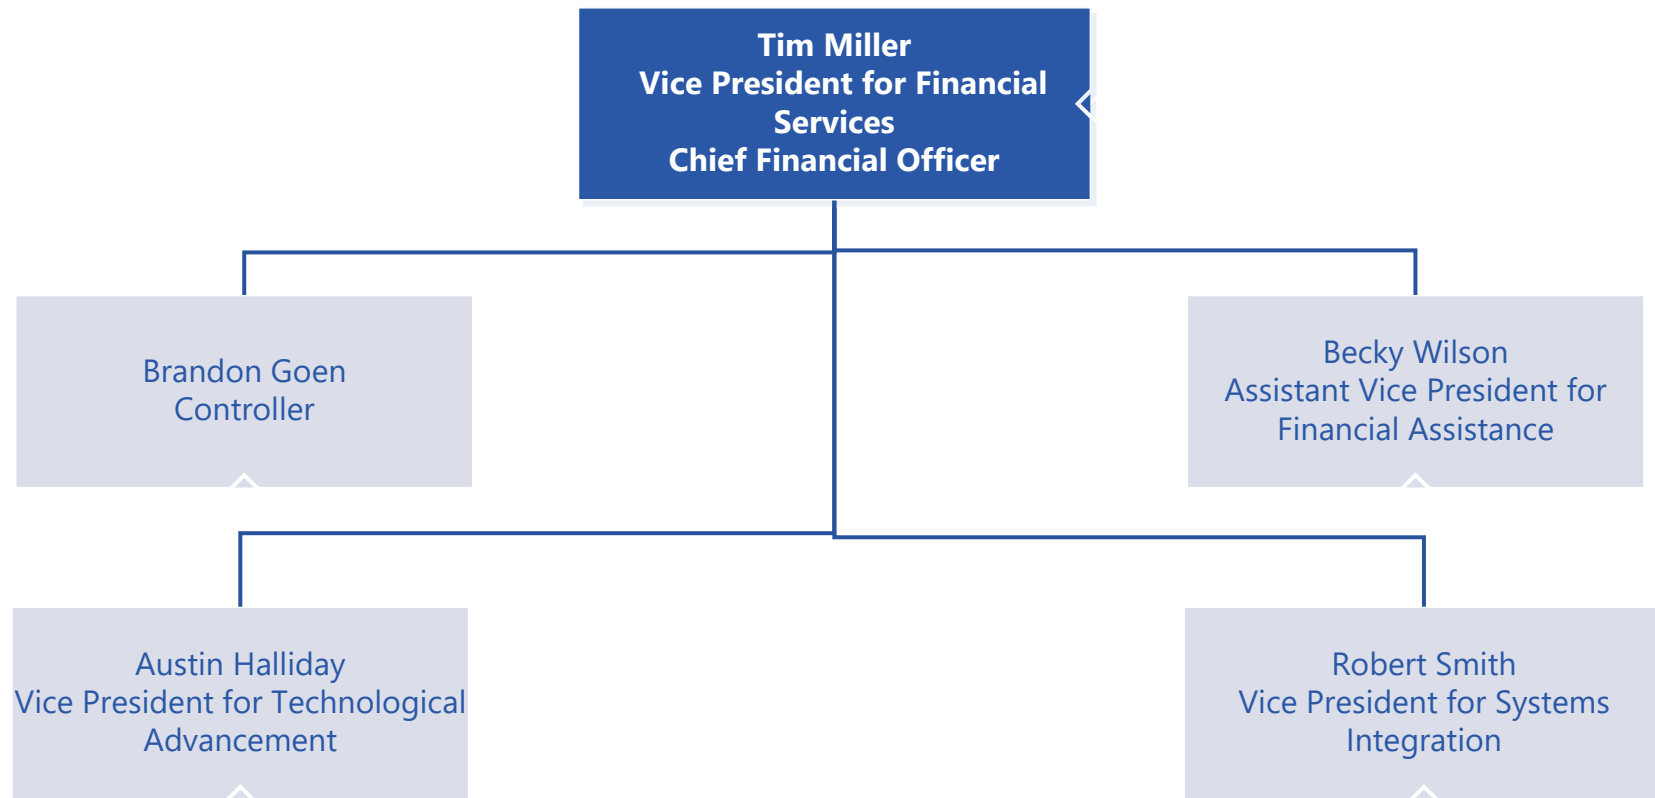 Tim Miller
Vice President for Financial
Services
Chief Financial Officer
Brandon Goen
Controller
Becky Wilson
Assistant Vice President for
Financial Assistance
Austin Halliday
Vice President for Technological
Advancement
Robert Smith
Vice President for Systems
Integration